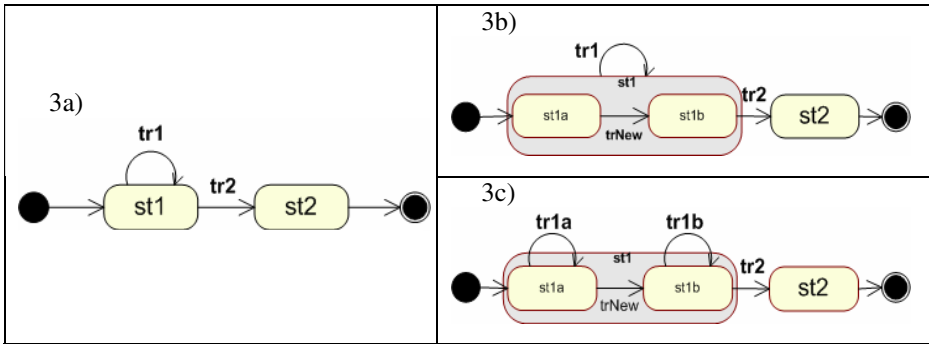 3a)
tr1
st1
tr2
st2
3b)
tr1
st1
st1a
trNew
st1b
tr2
st2
3c)
tr1a
tr1b
st1
st1a
trNew
st1b
tr2
st2